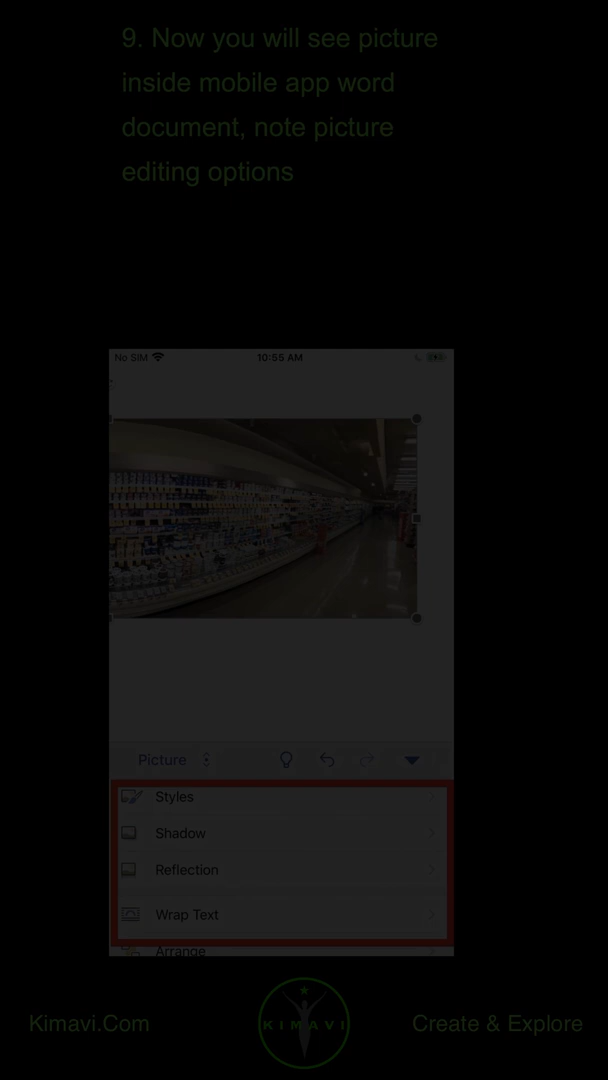 9. Now you will see picture
inside mobile app word
document, note picture
editing options
No SIM 10:55 AM
Picture
Styles
Shadow
Reflection
Wrap Text
Arrange
Kimavi.Com
KIMAVI
Create & Explore